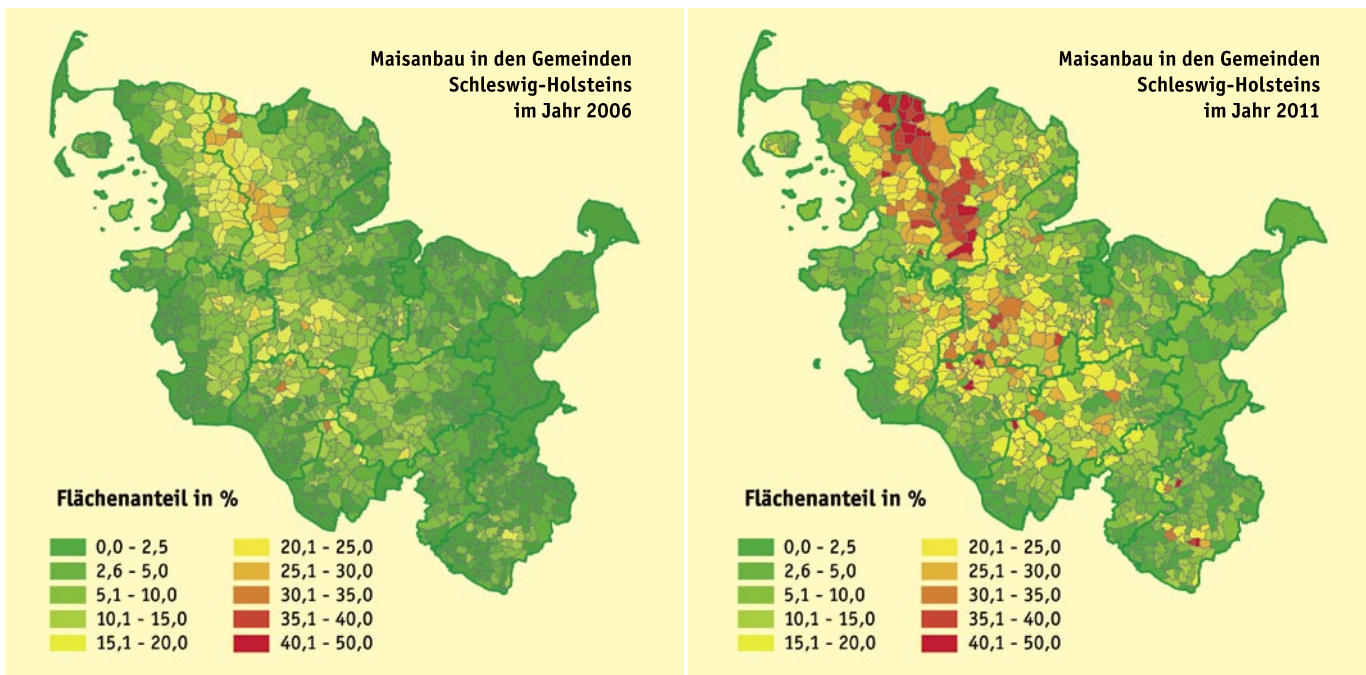 Maisanbau in den Gemeinden
Schleswig-Holsteins
im Jahr 2006
Flächenanteil in %
0,0 - 2,5
2,6 - 5,0
5,1 - 10,0
10,1 - 15,0
15,1 - 20,0
20,1 - 25,0
25,1 - 30,0
30,1 - 35,0
35,1 - 40,0
40,1 - 50,0
Maisanbau in den Gemeinden
Schleswig-Holsteins
im Jahr 2011
Flächenanteil in %
0,0 - 2,5
2,6 - 5,0
5,1 - 10,0
10,1 - 15,0
15,1 - 20,0
20,1 - 25,0
25,1 - 30,0
30,1 - 35,0
35,1 - 40,0
40,1 - 50,0